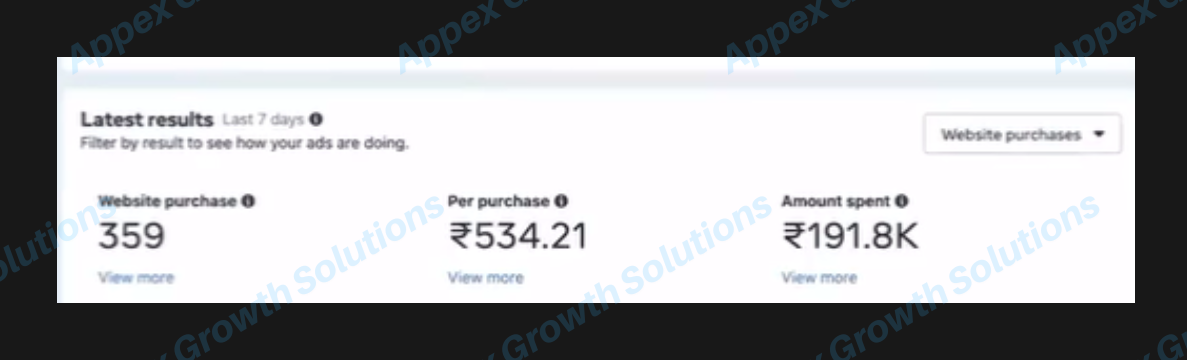 Latest results Last 7 days
Filter by result to see how your ads are doing.
Website purchases
Website purchase
359
View more
Per purchase
₹534.21
View more
Amount spent
₹191.8K
View more
Appex Growth Solutions